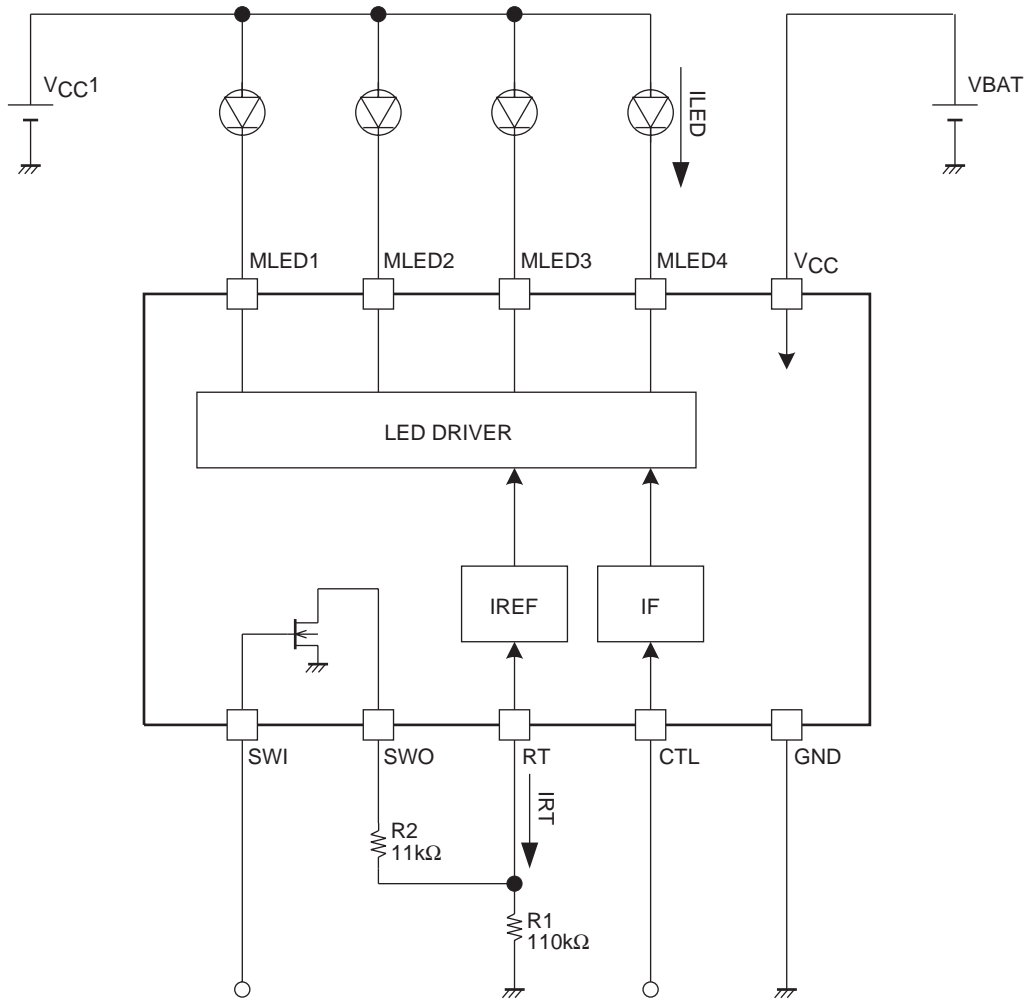 VCC1
VBAT
ILED
MLED1
MLED2
MLED3
MLED4
VCC
LED DRIVER
IREF
IF
SWI
SWO
RT
CTL
GND
IRT
R2
11kΩ
R1
110kΩ